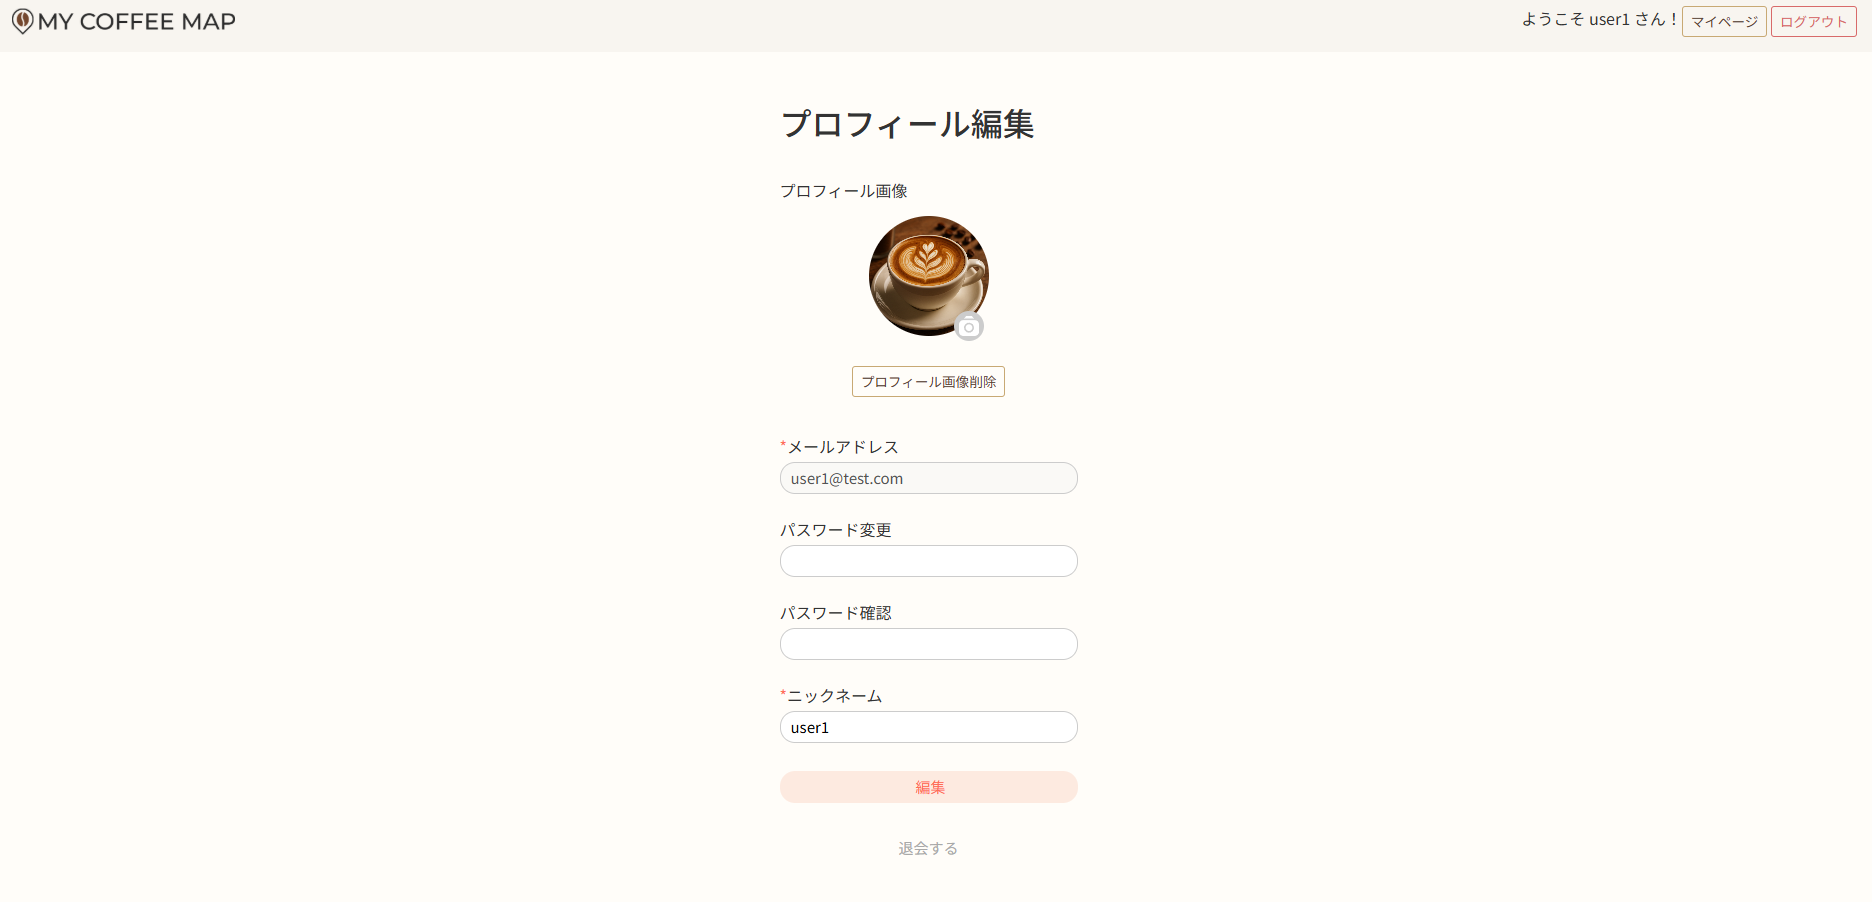 MY COFFEE MAP
ようこそ user1 さん！ マイページ ログアウト
プロフィール編集
プロフィール画像
プロフィール画像削除
*メールアドレス
user1@test.com
パスワード変更
パスワード確認
*ニックネーム
user1
編集
退会する